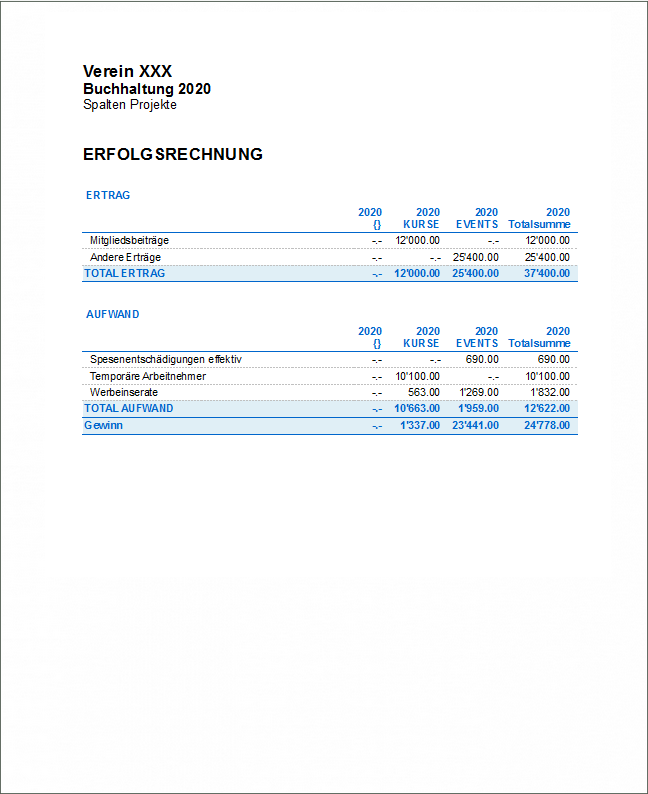 Verein XXX
Buchhaltung 2020
Spalten Projekte
ERFOLGSRECHNUNG
ERTRAG
2020 2020 2020 2020
{} KURSE EVENTS Totalsumme
Mitgliedsbeiträge -.- 12'000.00 -.- 12'000.00
Andere Erträge -.- -.- 25'400.00 25'400.00
TOTAL ERTRAG -.- 12'000.00 25'400.00 37'400.00
AUFWAND
2020 2020 2020 2020
{} KURSE EVENTS Totalsumme
Spesenentschädigungen effektiv -.- -.- 690.00 690.00
Temporäre Arbeitnehmer -.- 10'100.00 -.- 10'100.00
Werbeinserate -.- 563.00 1'269.00 1'832.00
TOTAL AUFWAND -.- 10'663.00 1'959.00 12'622.00
Gewinn -.- 1'337.00 23'441.00 24'778.00